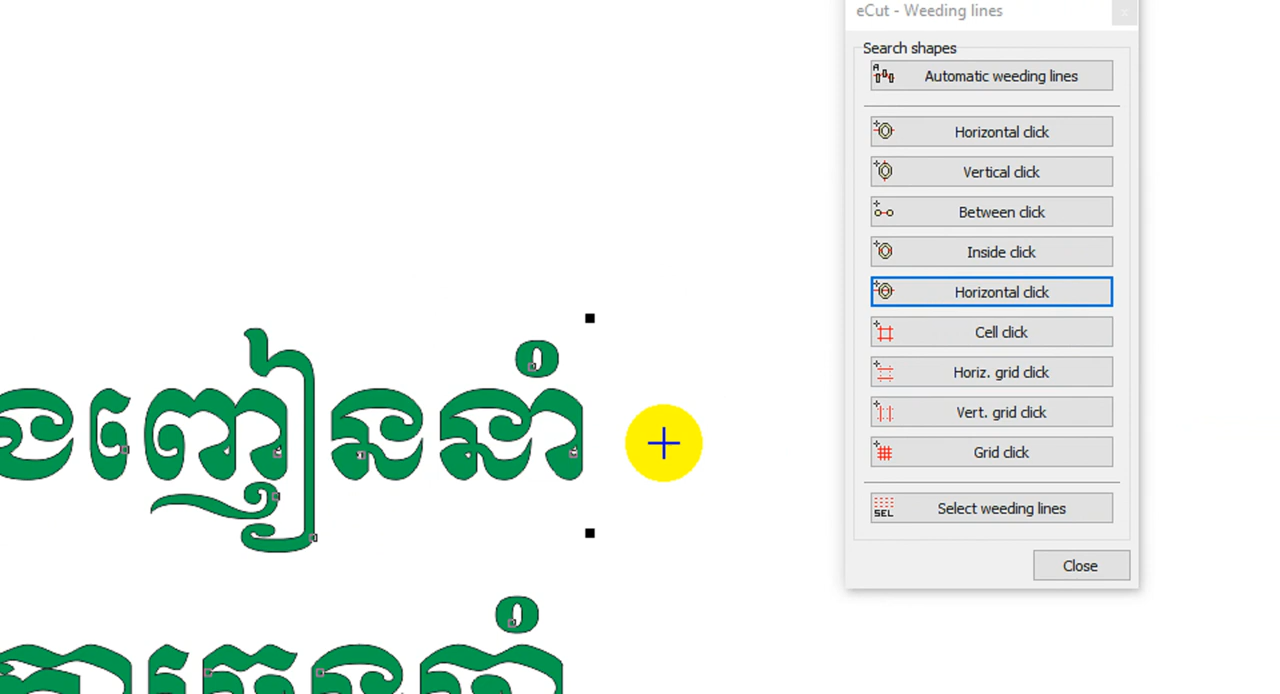 eCut - Weeding lines
Search shapes
Automatic weeding lines
Horizontal click
Vertical click
Between click
Inside click
Horizontal click
Cell click
Horiz. grid click
Vert. grid click
Grid click
SEL Select weeding lines
Close